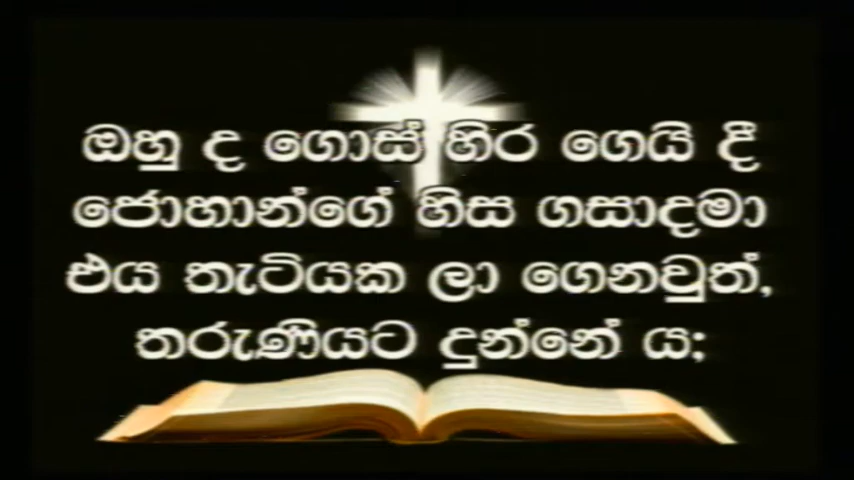 ඔහු ද ගොස් හිර ගෙයි දී
ජොහාන්ගේ හිස ගසාදමා
එය තැටියක ලා ගෙනවුත්,
තරුණියට දුන්නේ ය;